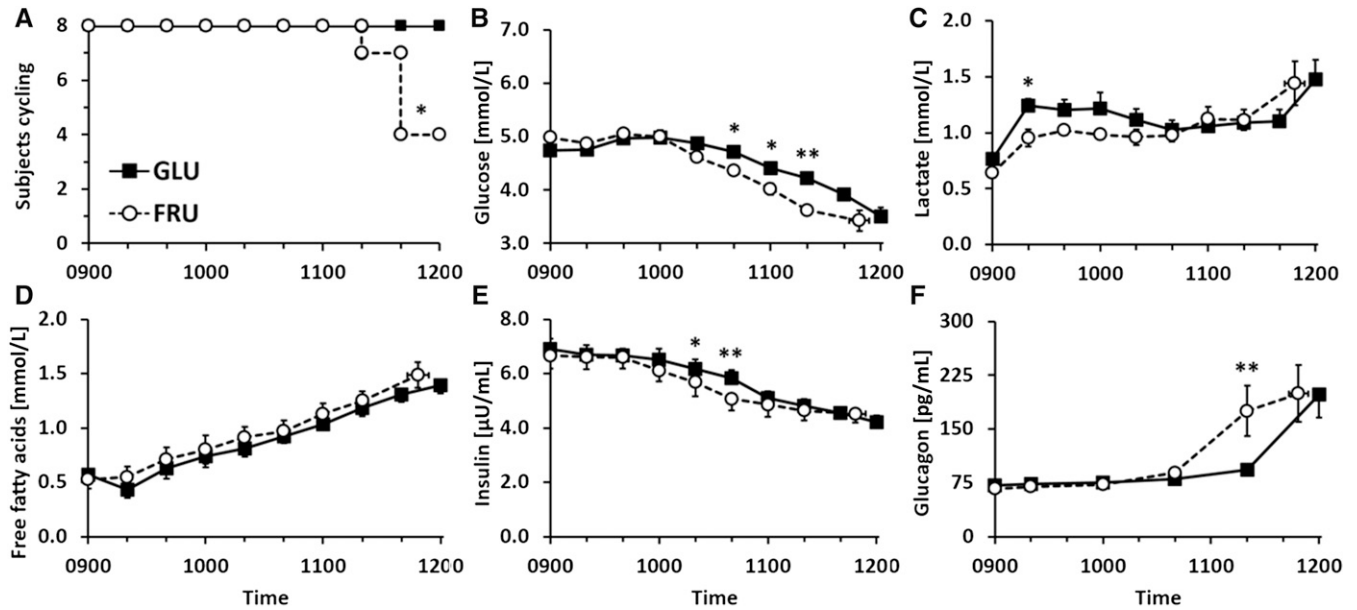 A
Subjects cycling
8
6
4
2
0
*
GLU
FRU
0900 1000 1100 1200
B
Glucose [mmol/L]
7.0
6.0
5.0
4.0
3.0
* * **
0900 1000 1100 1200
C
Lactate [mmol/L]
2.0
1.5
1.0
0.5
0.0
*
0900 1000 1100 1200
D
Free fatty acids [mmol/L]
2.0
1.5
1.0
0.5
0.0
0900 1000 1100 1200
Time
E
Insulin [µU/mL]
8.0
6.0
4.0
2.0
0.0
* **
0900 1000 1100 1200
Time
F
Glucagon [pg/mL]
300
225
150
75
0
**
0900 1000 1100 1200
Time